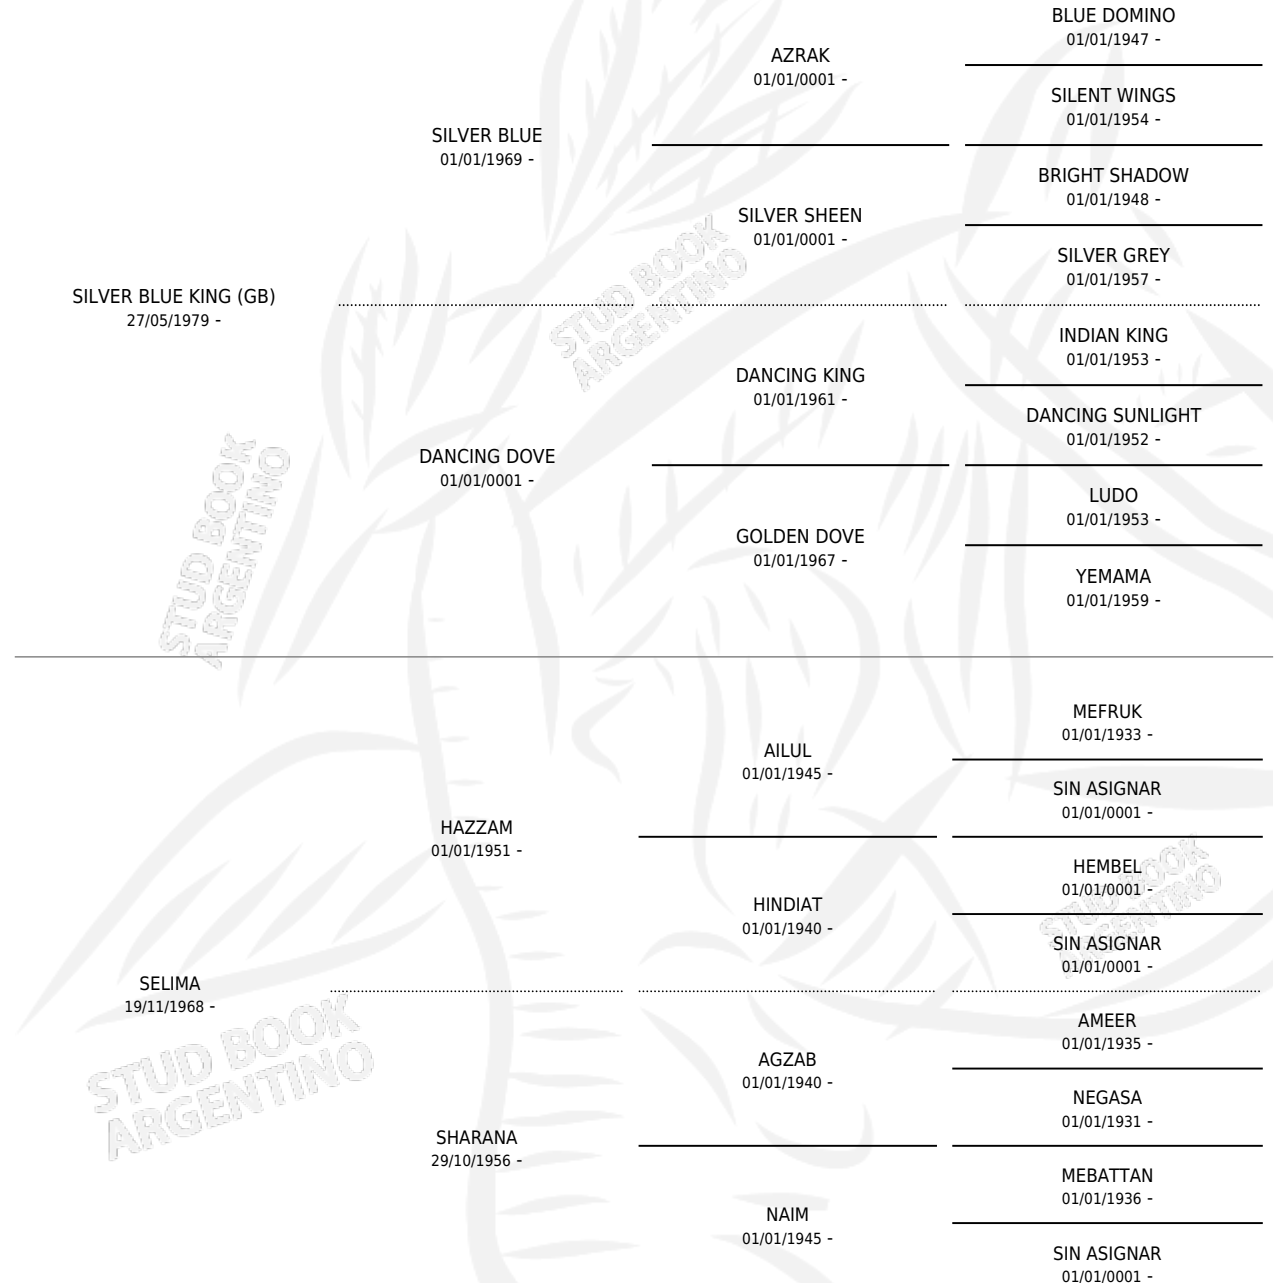 BLUE DOMINO
01/01/1947 -
AZRAK
01/01/0001 -
SILENT WINGS
01/01/1954 -
SILVER BLUE
01/01/1969 -
BRIGHT SHADOW
01/01/1948 -
SILVER SHEEN
01/01/0001 -
SILVER GREY
01/01/1957 -
SILVER BLUE KING (GB)
27/05/1979 -
INDIAN KING
01/01/1953 -
DANCING KING
01/01/1961 -
DANCING SUNLIGHT
01/01/1952 -
DANCING DOVE
01/01/0001 -
LUDO
01/01/1953 -
GOLDEN DOVE
01/01/1967 -
YEMAMA
01/01/1959 -
MEFRUK
01/01/1933 -
AILUL
01/01/1945 -
SIN ASIGNAR
01/01/0001 -
HAZZAM
01/01/1951 -
HEMBEL
01/01/0001 -
HINDIAT
01/01/1940 -
SIN ASIGNAR
01/01/0001 -
SELIMA
19/11/1968 -
AMEER
01/01/1935 -
AGZAB
01/01/1940 -
NEGASA
01/01/1931 -
SHARANA
29/10/1956 -
MEBATTAN
01/01/1936 -
NAIM
01/01/1945 -
SIN ASIGNAR
01/01/0001 -
STUD BOOK
ARGENTINO
STUD BOOK
ARGENTINO
STUD BOOK
ARGENTINO
STUD BOOK
ARGENTINO